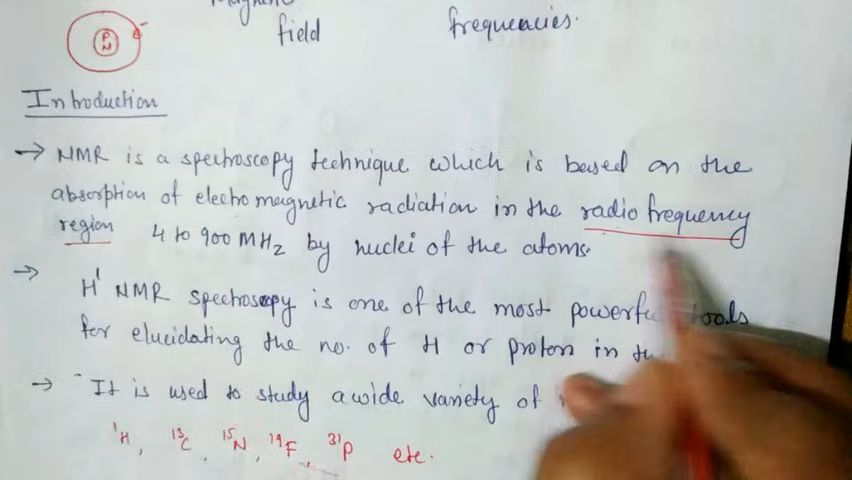 field frequencies.
P
N
Introduction
→ NMR is a spectroscopy technique which is based on the
absorption of electromagnetic radiation in the radio frequency
region 4 to 900 MHz by nuclei of the atoms.
→ H¹ NMR spectroscopy is one of the most powerful tools
for elucidating the no. of H or proton in the
→ It is used to study a wide variety of
¹H, ¹³C, ¹⁵N, ¹⁹F, ³¹P etc.